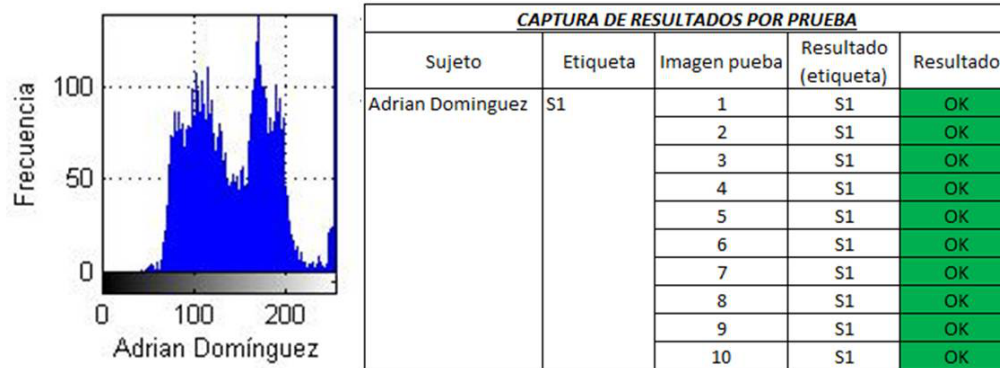 Frecuencia
100
50
0
0 100 200
Adrian Domínguez
CAPTURA DE RESULTADOS POR PRUEBA
Sujeto Etiqueta Imagen pueba Resultado (etiqueta) Resultado
Adrian Dominguez S1 1 S1 OK
2 S1 OK
3 S1 OK
4 S1 OK
5 S1 OK
6 S1 OK
7 S1 OK
8 S1 OK
9 S1 OK
10 S1 OK